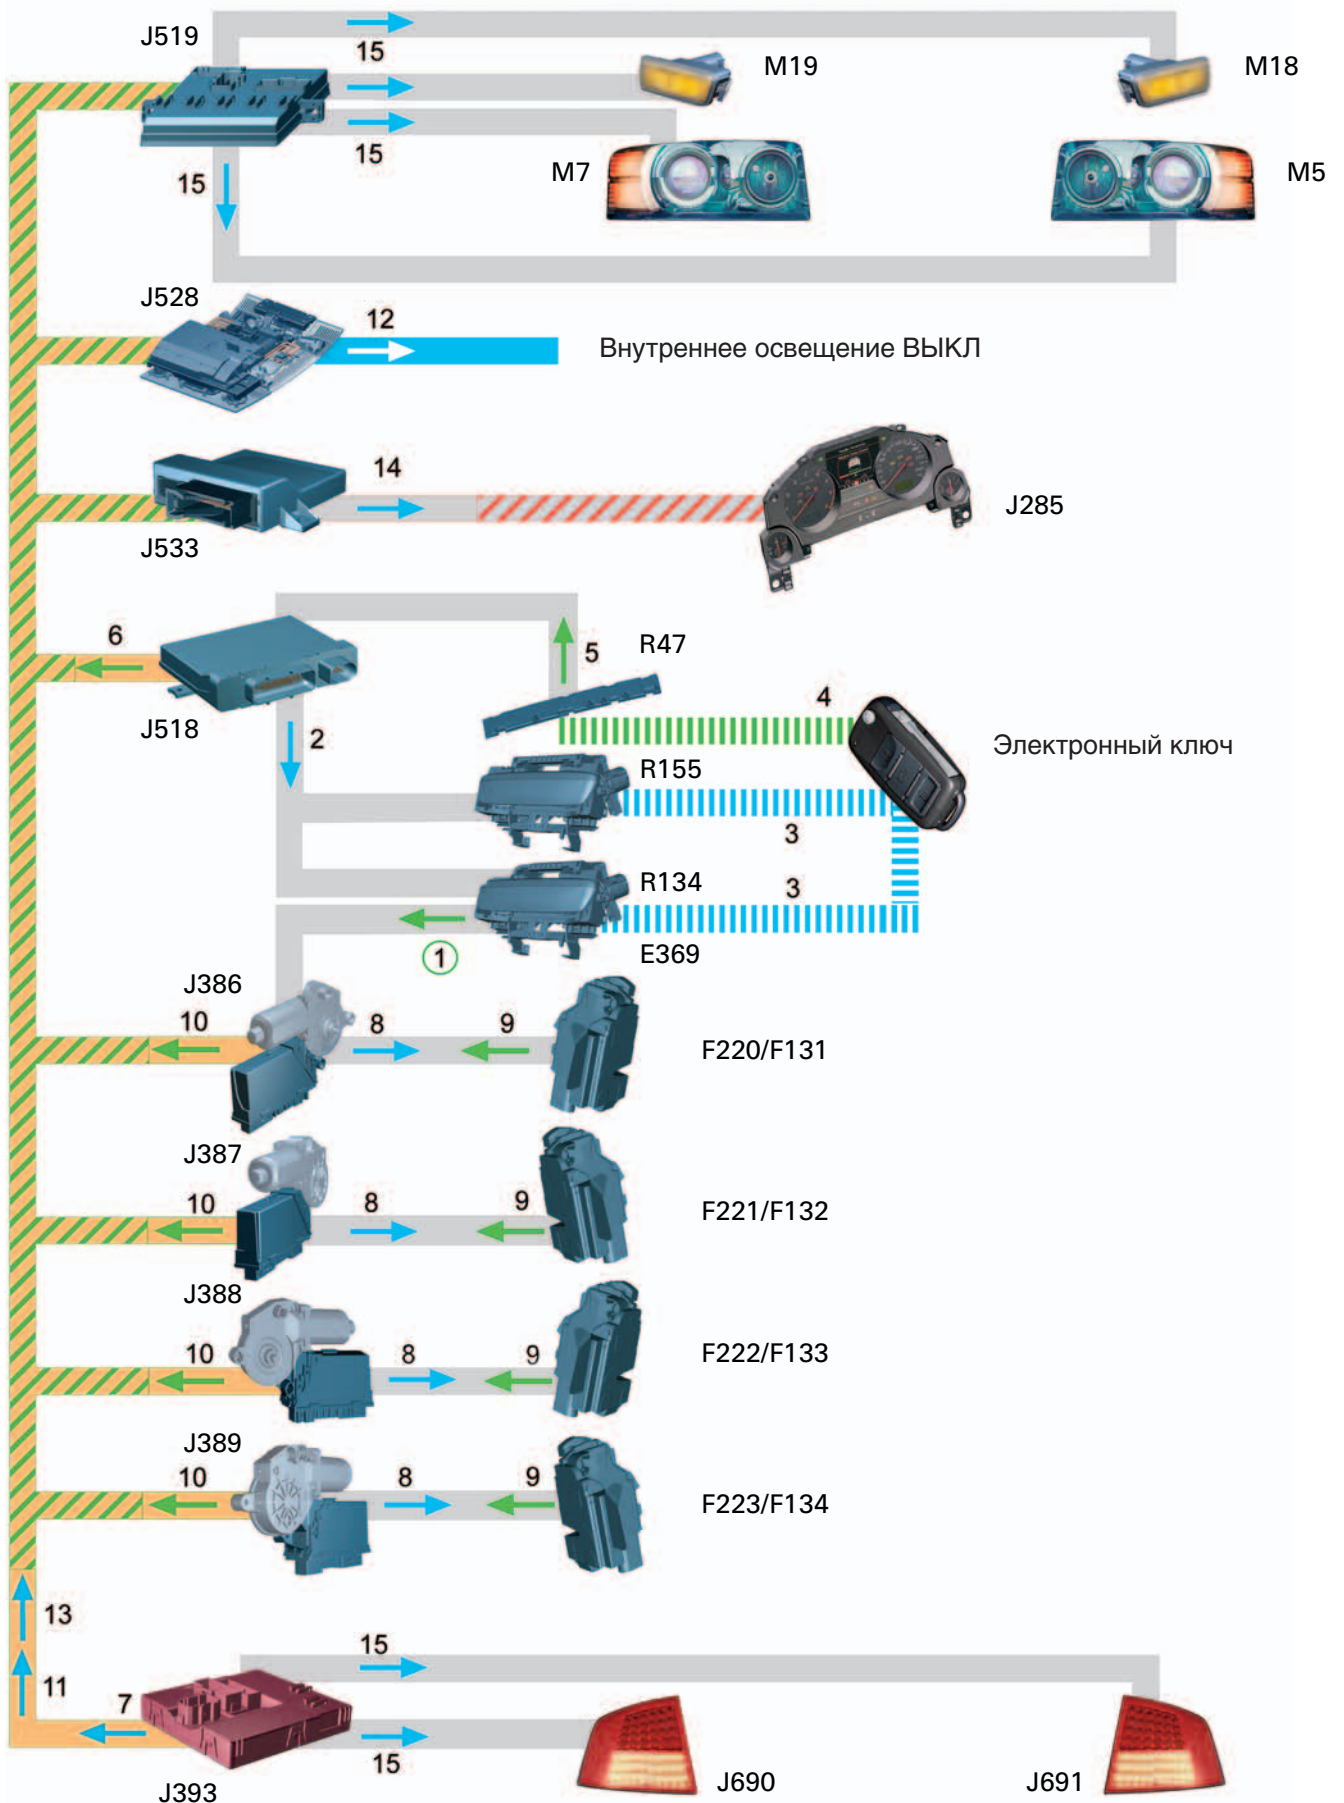 J519
15
M19
M18
15
M7
M5
15
J528
12
Внутреннее освещение ВЫКЛ
14
J285
J533
6
5
R47
4
J518
2
Электронный ключ
R155
3
R134
3
1
E369
J386
10
8
9
F220/F131
J387
10
8
9
F221/F132
J388
10
8
9
F222/F133
J389
10
8
9
F223/F134
13
15
11
7
15
J393
J690
J691